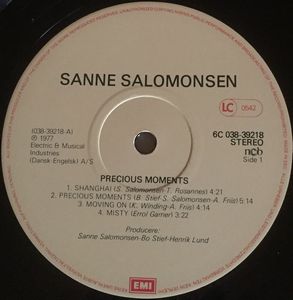 SANNE SALOMONSEN
(038-39218-A)
℗ 1977
Electric & Musical
Industries
(Dansk-Engelsk) A/S
LC 0542
6C 038-39218
STEREO
ncb
Side 1
PRECIOUS MOMENTS
1. SHANGHAI (S. Salomonsen-T. Rosannes) 4:21
2. PRECIOUS MOMENTS (B. Stief-S. Salomonsen-A. Friis) 5:14
3. MOVING ON (K. Winding-A. Friis) 4:14
4. MISTY (Errol Garner) 3:22
Producere:
Sanne Salomonsen-Bo Stief-Henrik Lund
EMI